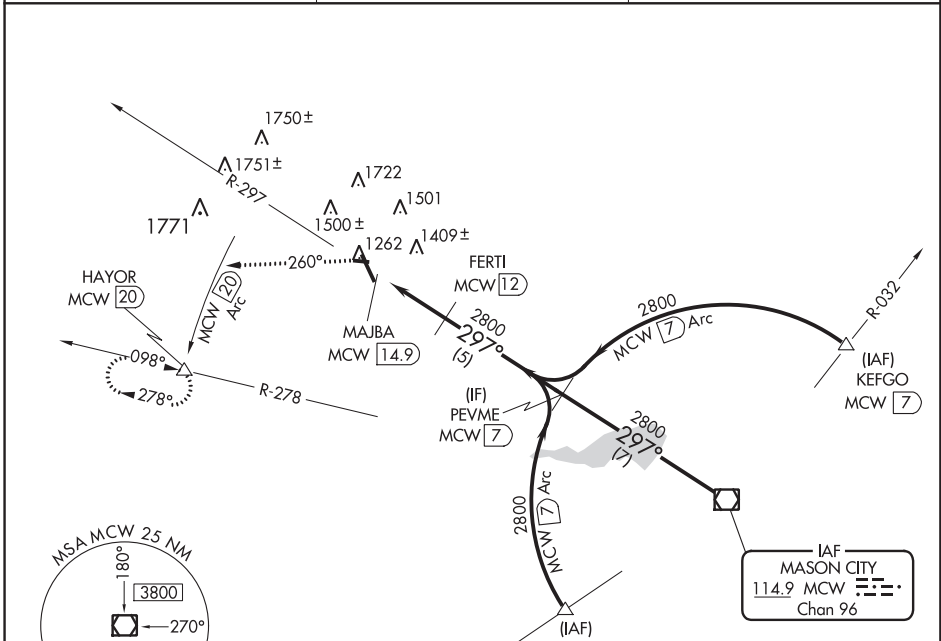 1750±
1751±
R-297
1722
1771
1500±
1501
1262
1409±
260°
HAYOR
MCW 20
MCW 20 Arc
FERTI
MCW 12
2800
MCW 7 Arc
R-032
098°
278°
R-278
MAJBA
MCW 14.9
2800
297°
(5)
(IAF)
KEFGO
MCW 7
(IF)
PEVME
MCW 7
2800
297°
(7)
2800
MCW 7 Arc
MSA MCW 25 NM
180°
3800
270°
IAF
MASON CITY
114.9 MCW
Chan 96
(IAF)